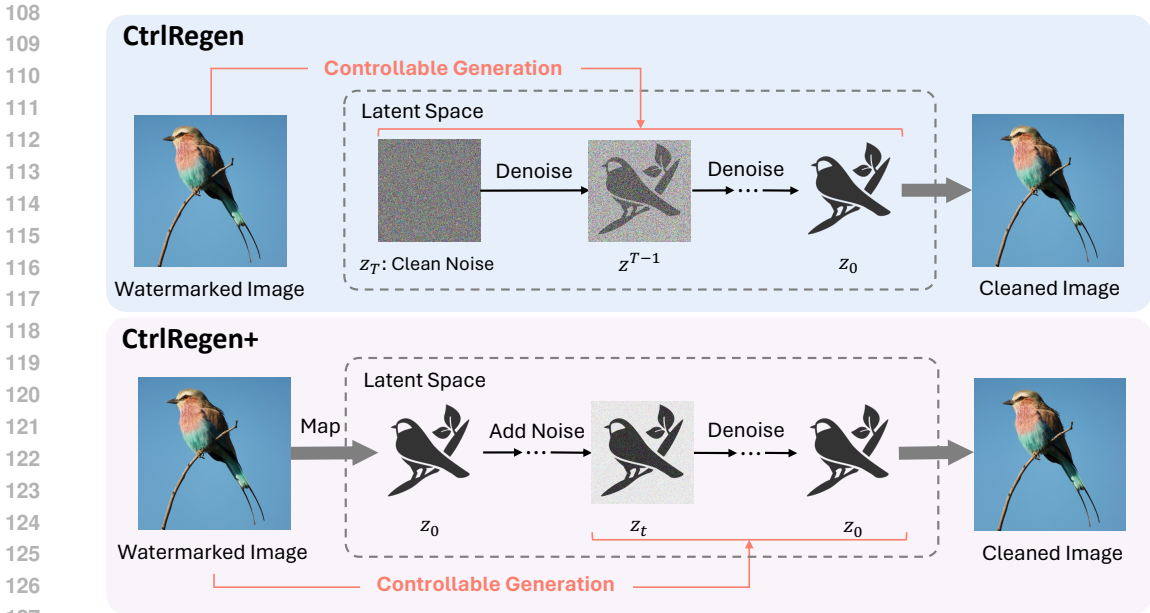 108
109
110
111
112
113
114
115
116
117
118
119
120
121
122
123
124
125
126
CtrlRegen
Controllable Generation
Latent Space
Denoise
Denoise
...
z_T: Clean Noise
z^{T-1}
z_0
Watermarked Image
Cleaned Image
CtrlRegen+
Latent Space
Map
Add Noise
...
Denoise
...
z_0
z_t
z_0
Watermarked Image
Cleaned Image
Controllable Generation